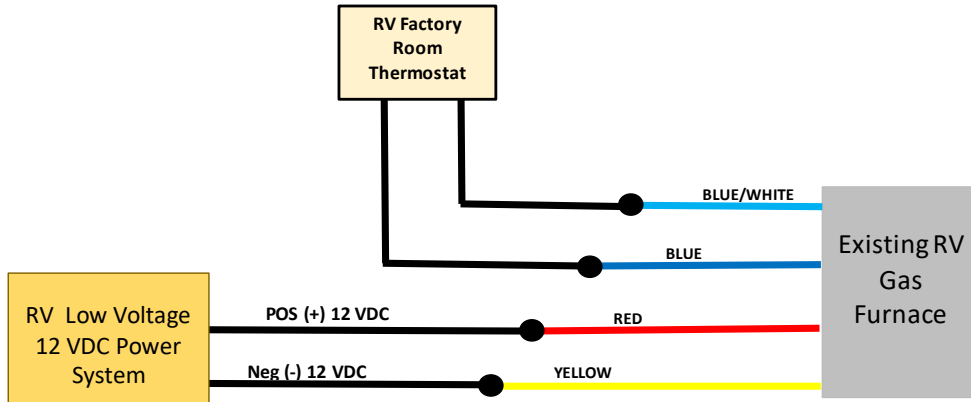 RV Factory
Room
Thermostat
BLUE/WHITE
BLUE
Existing RV
Gas
Furnace
RV Low Voltage
12 VDC Power
System
POS (+) 12 VDC
RED
Neg (-) 12 VDC
YELLOW